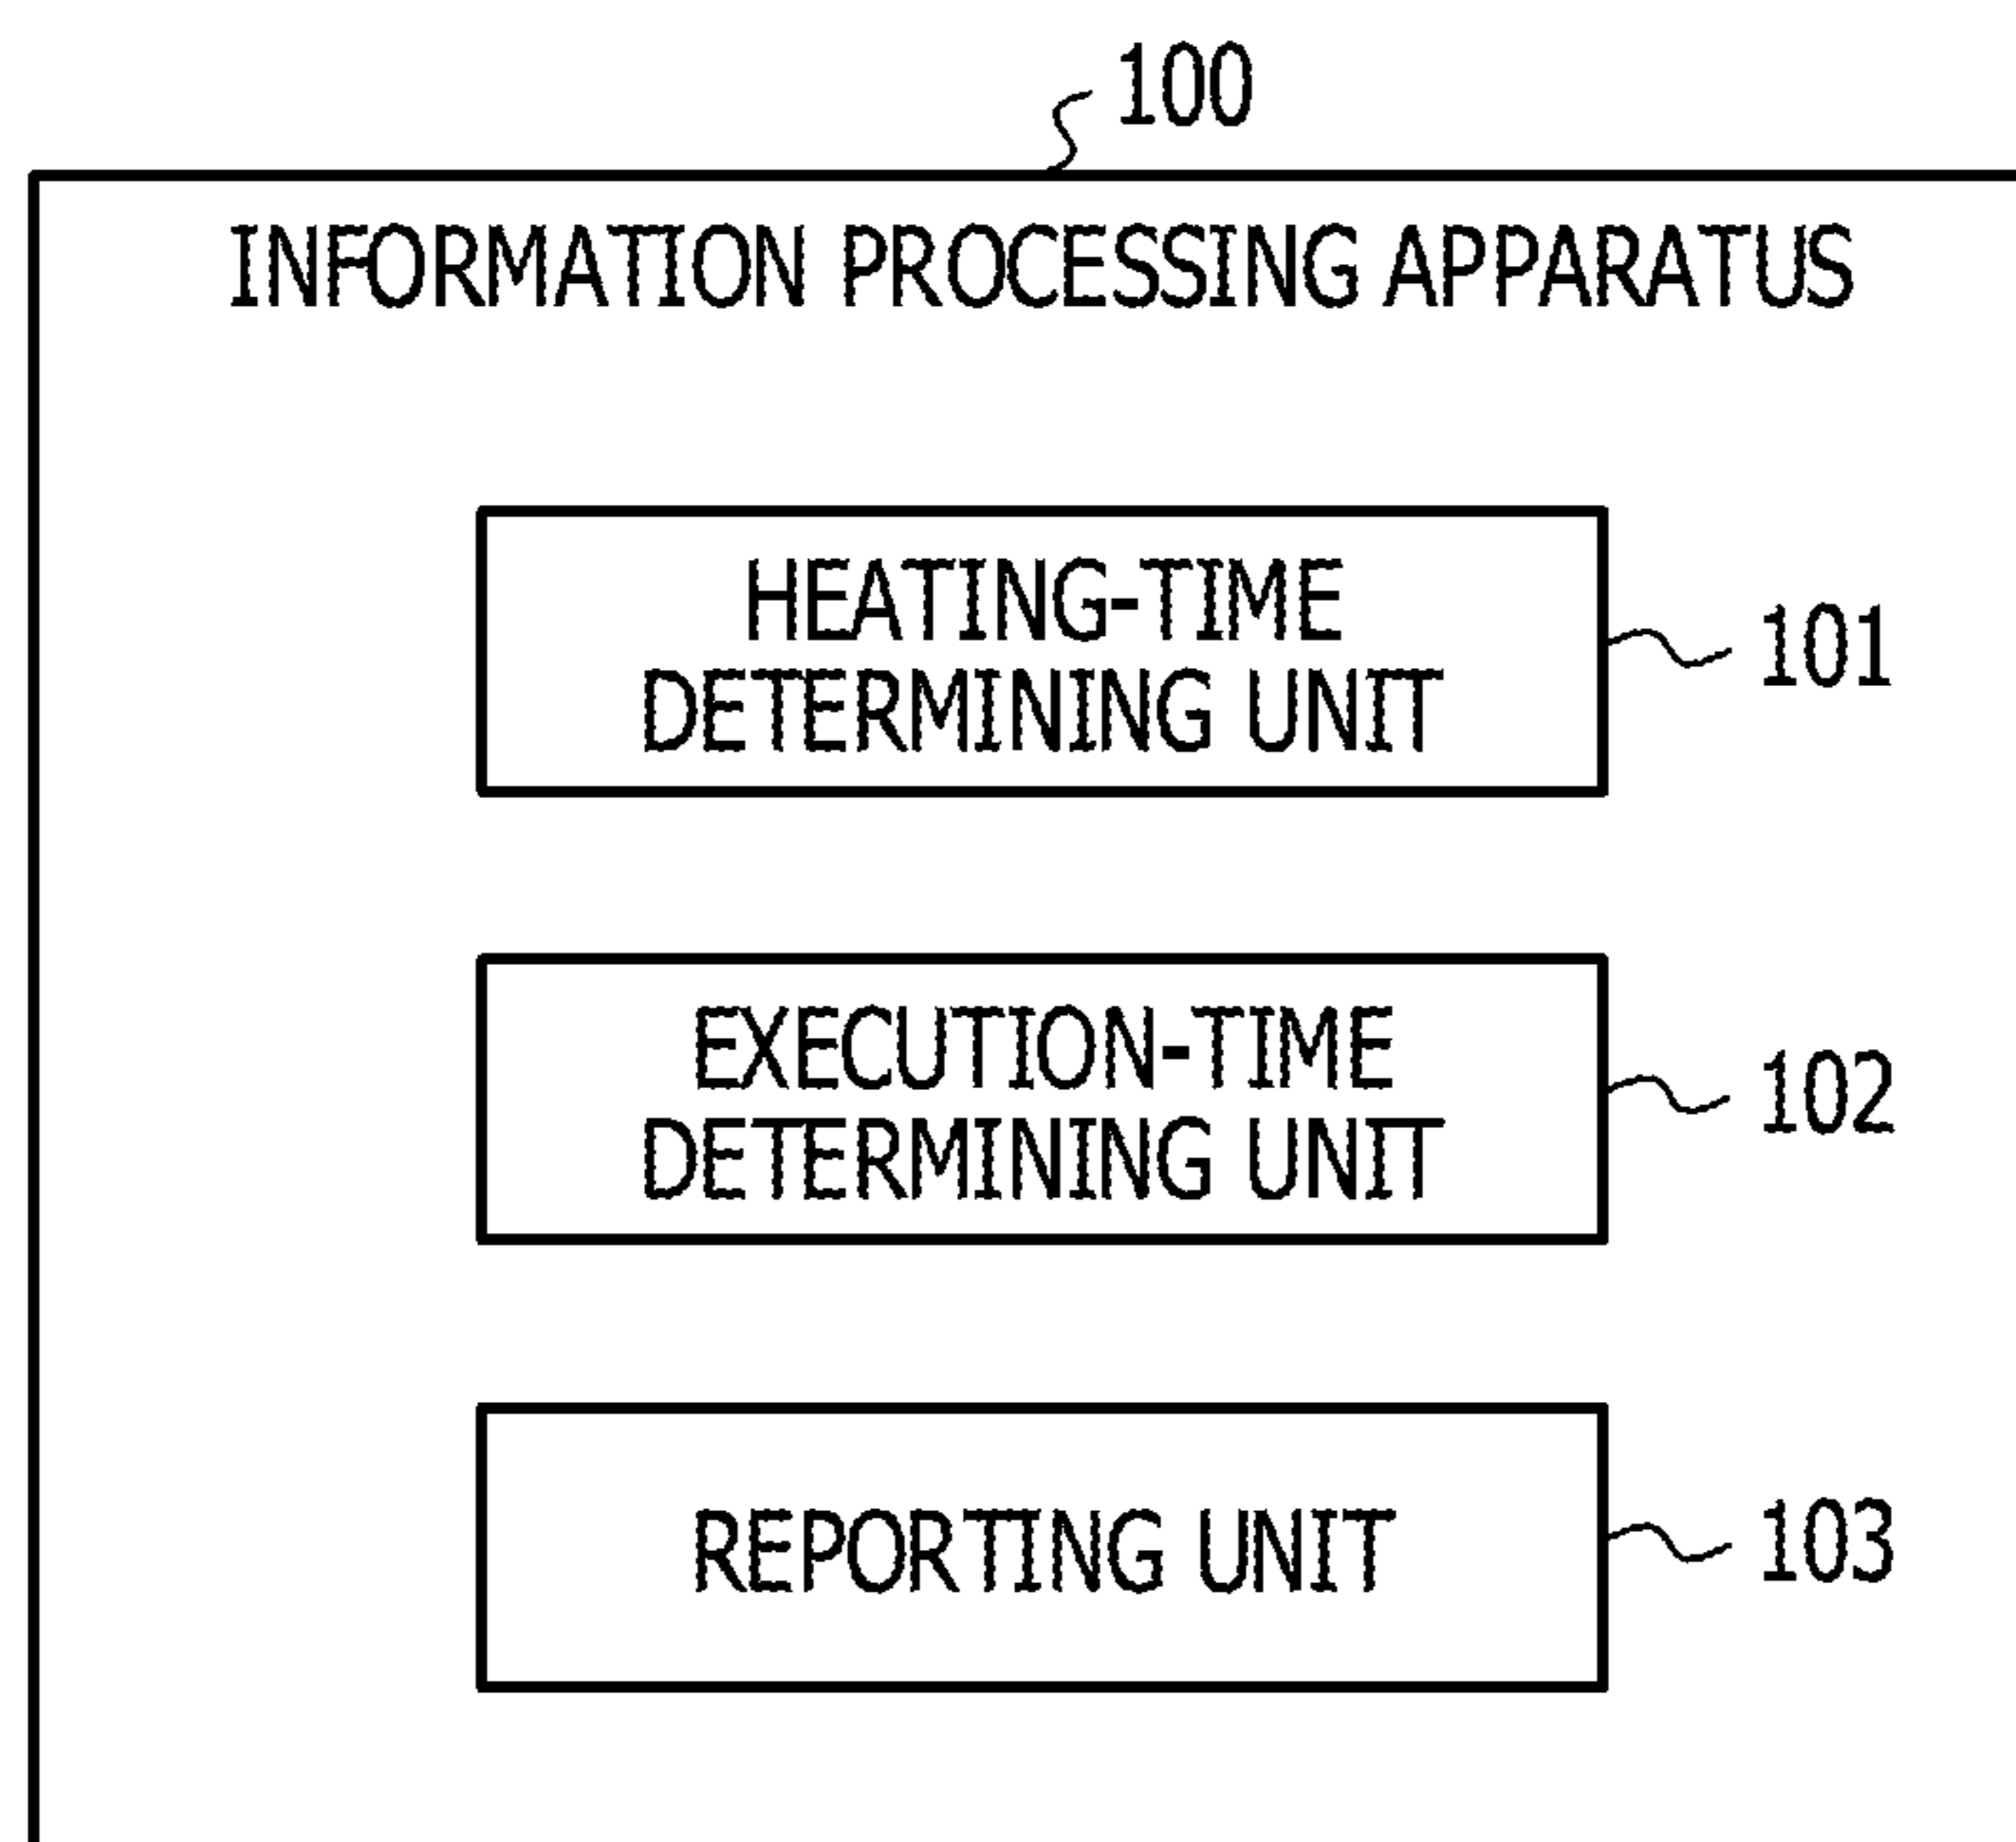 100
INFORMATION PROCESSING APPARATUS
HEATING-TIME
DETERMINING UNIT
101
EXECUTION-TIME
DETERMINING UNIT
102
REPORTING UNIT
103